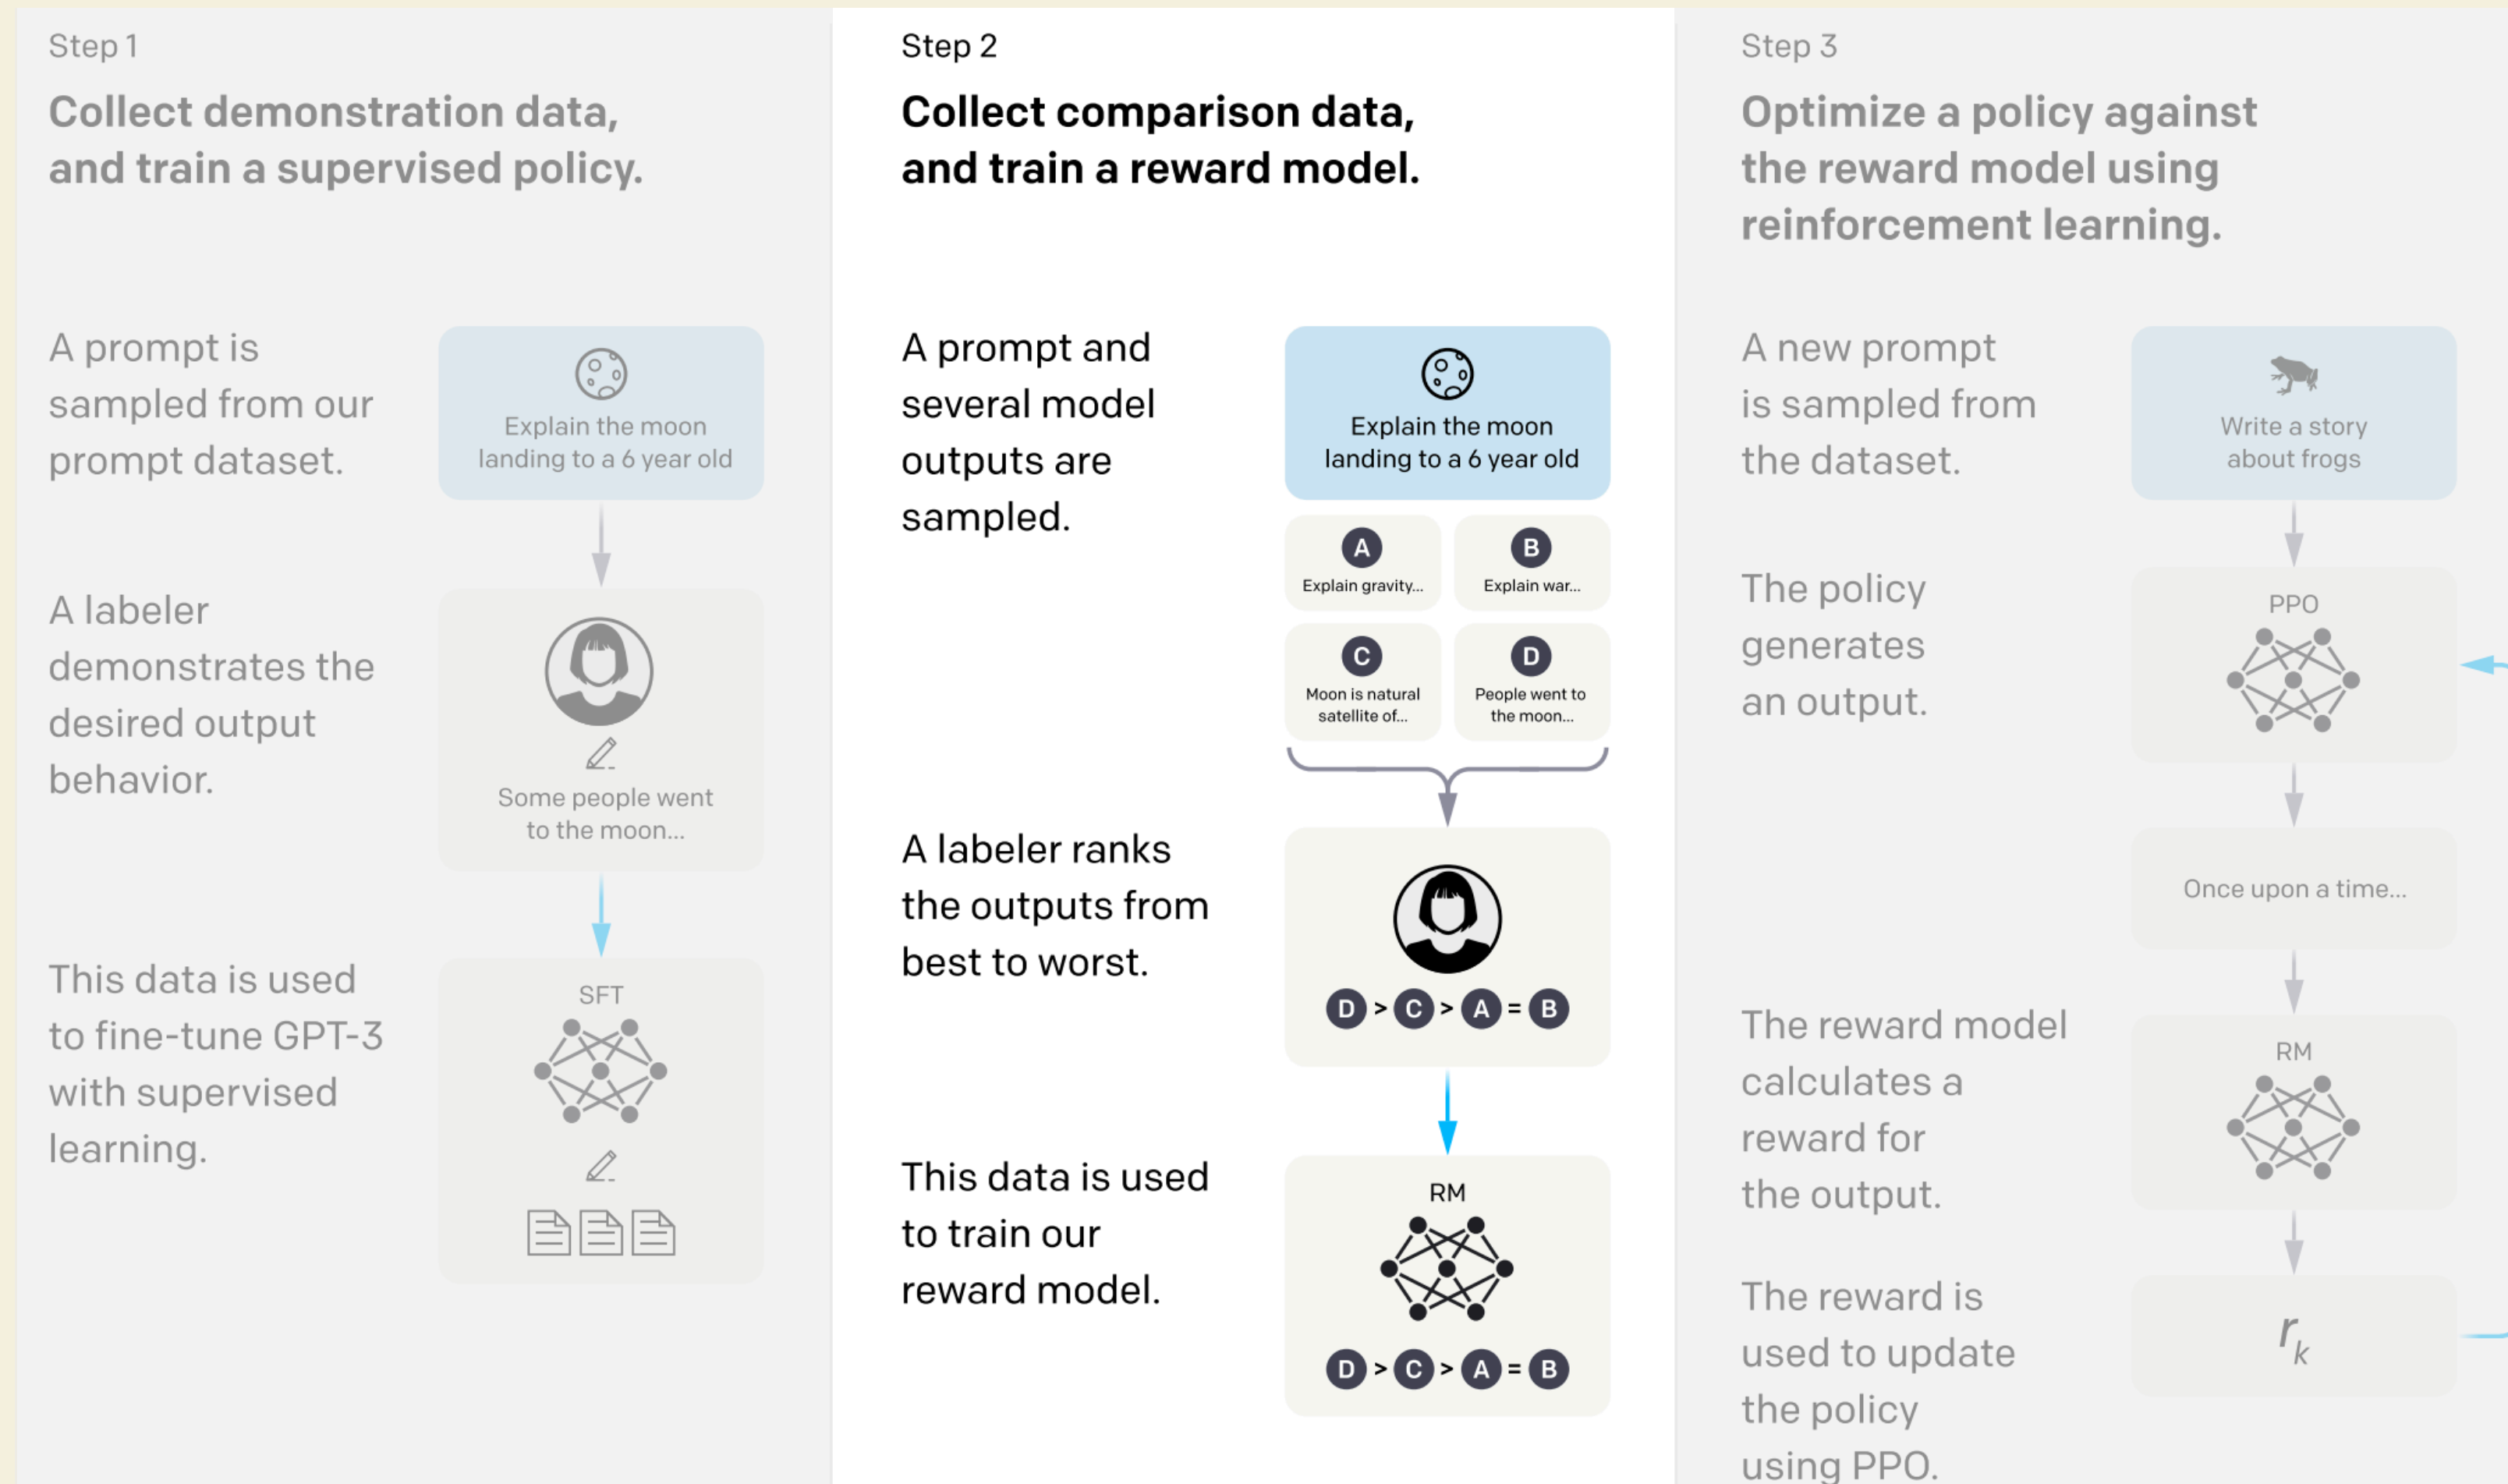 Step 1
Collect demonstration data,
and train a supervised policy.
A prompt is
sampled from our
prompt dataset.
Explain the moon
landing to a 6 year old
A labeler
demonstrates the
desired output
behavior.
Some people went
to the moon...
This data is used
to fine-tune GPT-3
with supervised
learning.
SFT
Step 2
Collect comparison data,
and train a reward model.
A prompt and
several model
outputs are
sampled.
Explain the moon
landing to a 6 year old
A
Explain gravity...
B
Explain war...
C
Moon is natural
satellite of...
D
People went to
the moon...
A labeler ranks
the outputs from
best to worst.
D > C > A = B
This data is used
to train our
reward model.
RM
D > C > A = B
Step 3
Optimize a policy against
the reward model using
reinforcement learning.
A new prompt
is sampled from
the dataset.
Write a story
about frogs
The policy
generates
an output.
PPO
Once upon a time...
The reward model
calculates a
reward for
the output.
RM
The reward is
used to update
the policy
using PPO.
r_k